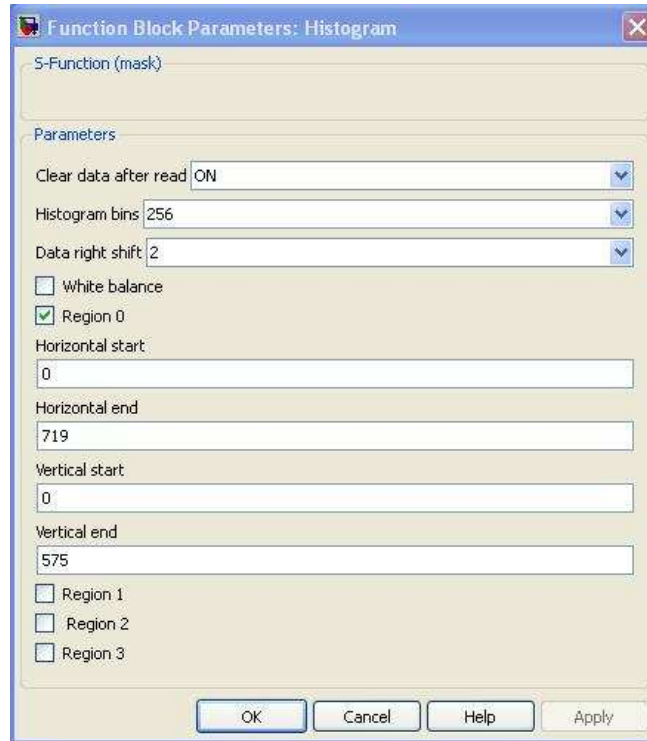 Function Block Parameters: Histogram
S-Function (mask)
Parameters
Clear data after read ON
Histogram bins 256
Data right shift 2
White balance
Region 0
Horizontal start
0
Horizontal end
719
Vertical start
0
Vertical end
575
Region 1
Region 2
Region 3
OK Cancel Help Apply